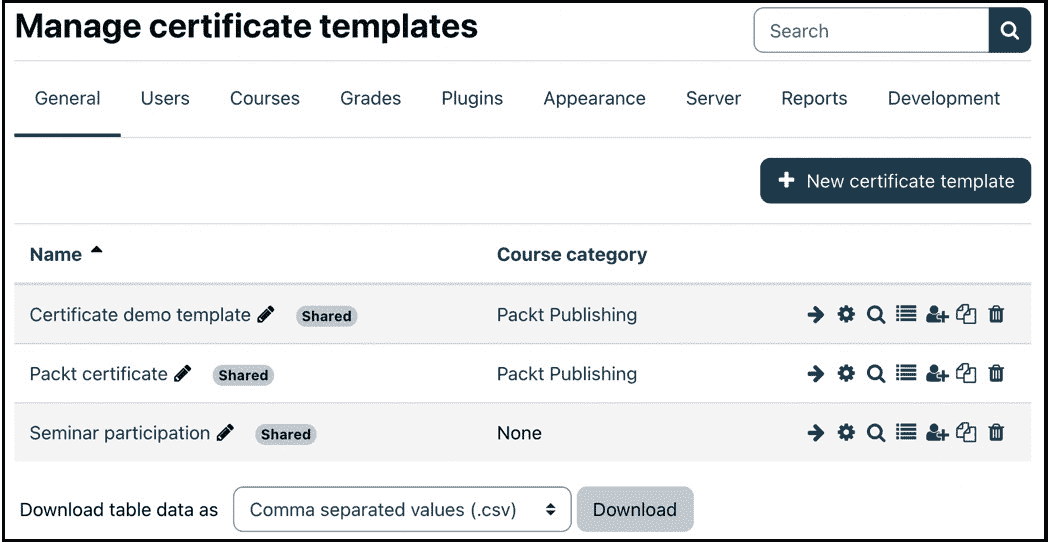 Manage certificate templates
Search
General Users Courses Grades Plugins Appearance Server Reports Development
New certificate template
Name Course category
Certificate demo template Shared Packt Publishing
Packt certificate Shared Packt Publishing
Seminar participation Shared None
Download table data as Comma separated values (.csv) Download